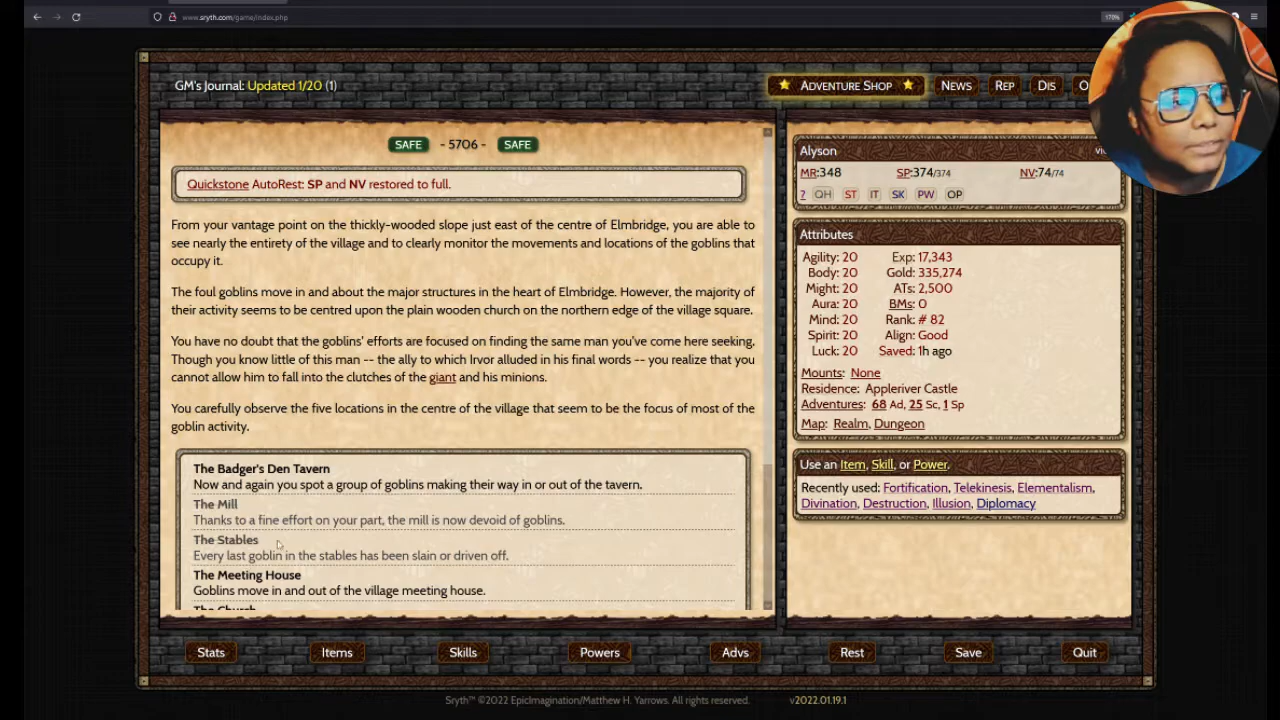 www.sryth.com/game/index.php
170%
GM's Journal: Updated 1/20 (1)
★ ADVENTURE SHOP ★
NEWS
REP
DIS
SAFE - 5706 - SAFE
Quickstone AutoRest: SP and NV restored to full.
From your vantage point on the thickly-wooded slope just east of the centre of Elmbridge, you are able to
see nearly the entirety of the village and to clearly monitor the movements and locations of the goblins that
occupy it.
The foul goblins move in and about the major structures in the heart of Elmbridge. However, the majority of
their activity seems to be centred upon the plain wooden church on the northern edge of the village square.
You have no doubt that the goblins' efforts are focused on finding the same man you've come here seeking.
Though you know little of this man -- the ally to which Irvor alluded in his final words -- you realize that you
cannot allow him to fall into the clutches of the giant and his minions.
You carefully observe the five locations in the centre of the village that seem to be the focus of most of the
goblin activity.
The Badger's Den Tavern
Now and again you spot a group of goblins making their way in or out of the tavern.
The Mill
Thanks to a fine effort on your part, the mill is now devoid of goblins.
The Stables
Every last goblin in the stables has been slain or driven off.
The Meeting House
Goblins move in and out of the village meeting house.
The Church
Alyson
MR:348 SP:374/374 NV:74/74
? QH ST IT SK PW OP
Attributes
Agility: 20 Exp: 17,343
Body: 20 Gold: 335,274
Might: 20 ATs: 2,500
Aura: 20 BMs: 0
Mind: 20 Rank: # 82
Spirit: 20 Align: Good
Luck: 20 Saved: 1h ago
Mounts: None
Residence: Appleriver Castle
Adventures: 68 Ad, 25 Sc, 1 Sp
Map: Realm, Dungeon
Use an Item, Skill, or Power.
Recently used: Fortification, Telekinesis, Elementalism,
Divination, Destruction, Illusion, Diplomacy
Stats
Items
Skills
Powers
Advs
Rest
Save
Quit
Sryth™ ©2022 EpicImagination/Matthew H. Yarrows. All rights reserved. v2022.01.19.1